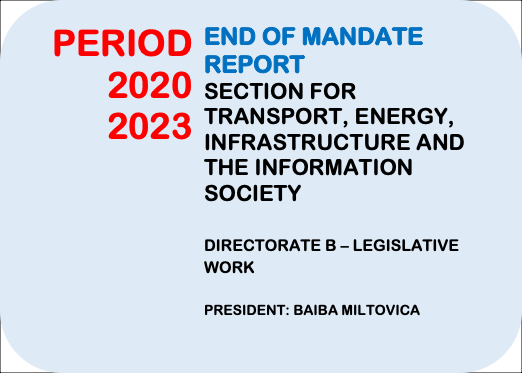 PERIOD
2020
2023
END OF MANDATE
REPORT
SECTION FOR
TRANSPORT, ENERGY,
INFRASTRUCTURE AND
THE INFORMATION
SOCIETY
DIRECTORATE B – LEGISLATIVE
WORK
PRESIDENT: BAIBA MILTOVICA